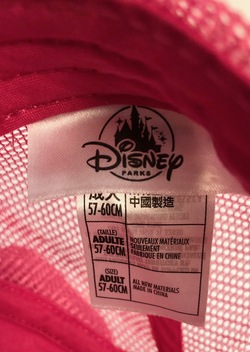 DISNEY
PARKS
成人
57-60CM
中國製造
(TAILLE)
ADULTE
57-60CM
NOUVEAUX MATÉRIAUX
SEULEMENT
FABRIQUÉ EN CHINE
(SIZE)
ADULT
57-60CM
ALL NEW MATERIALS
MADE IN CHINA